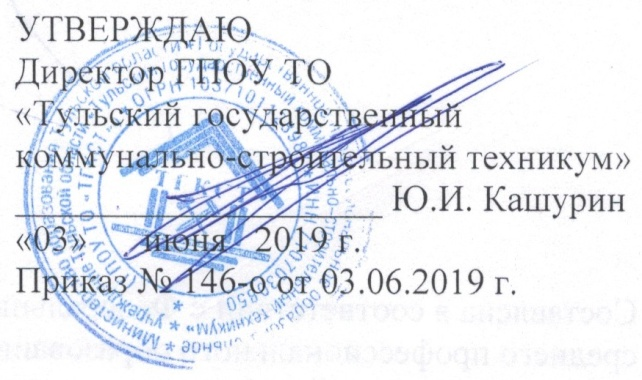 УТВЕРЖДАЮ
Директор ГПОУ ТО
«Тульский государственный
коммунально-строительный техникум»
Ю.И. Кашурин
«03» июня 2019 г.
Приказ № 146-о от 03.06.2019 г.
ТГКСТ